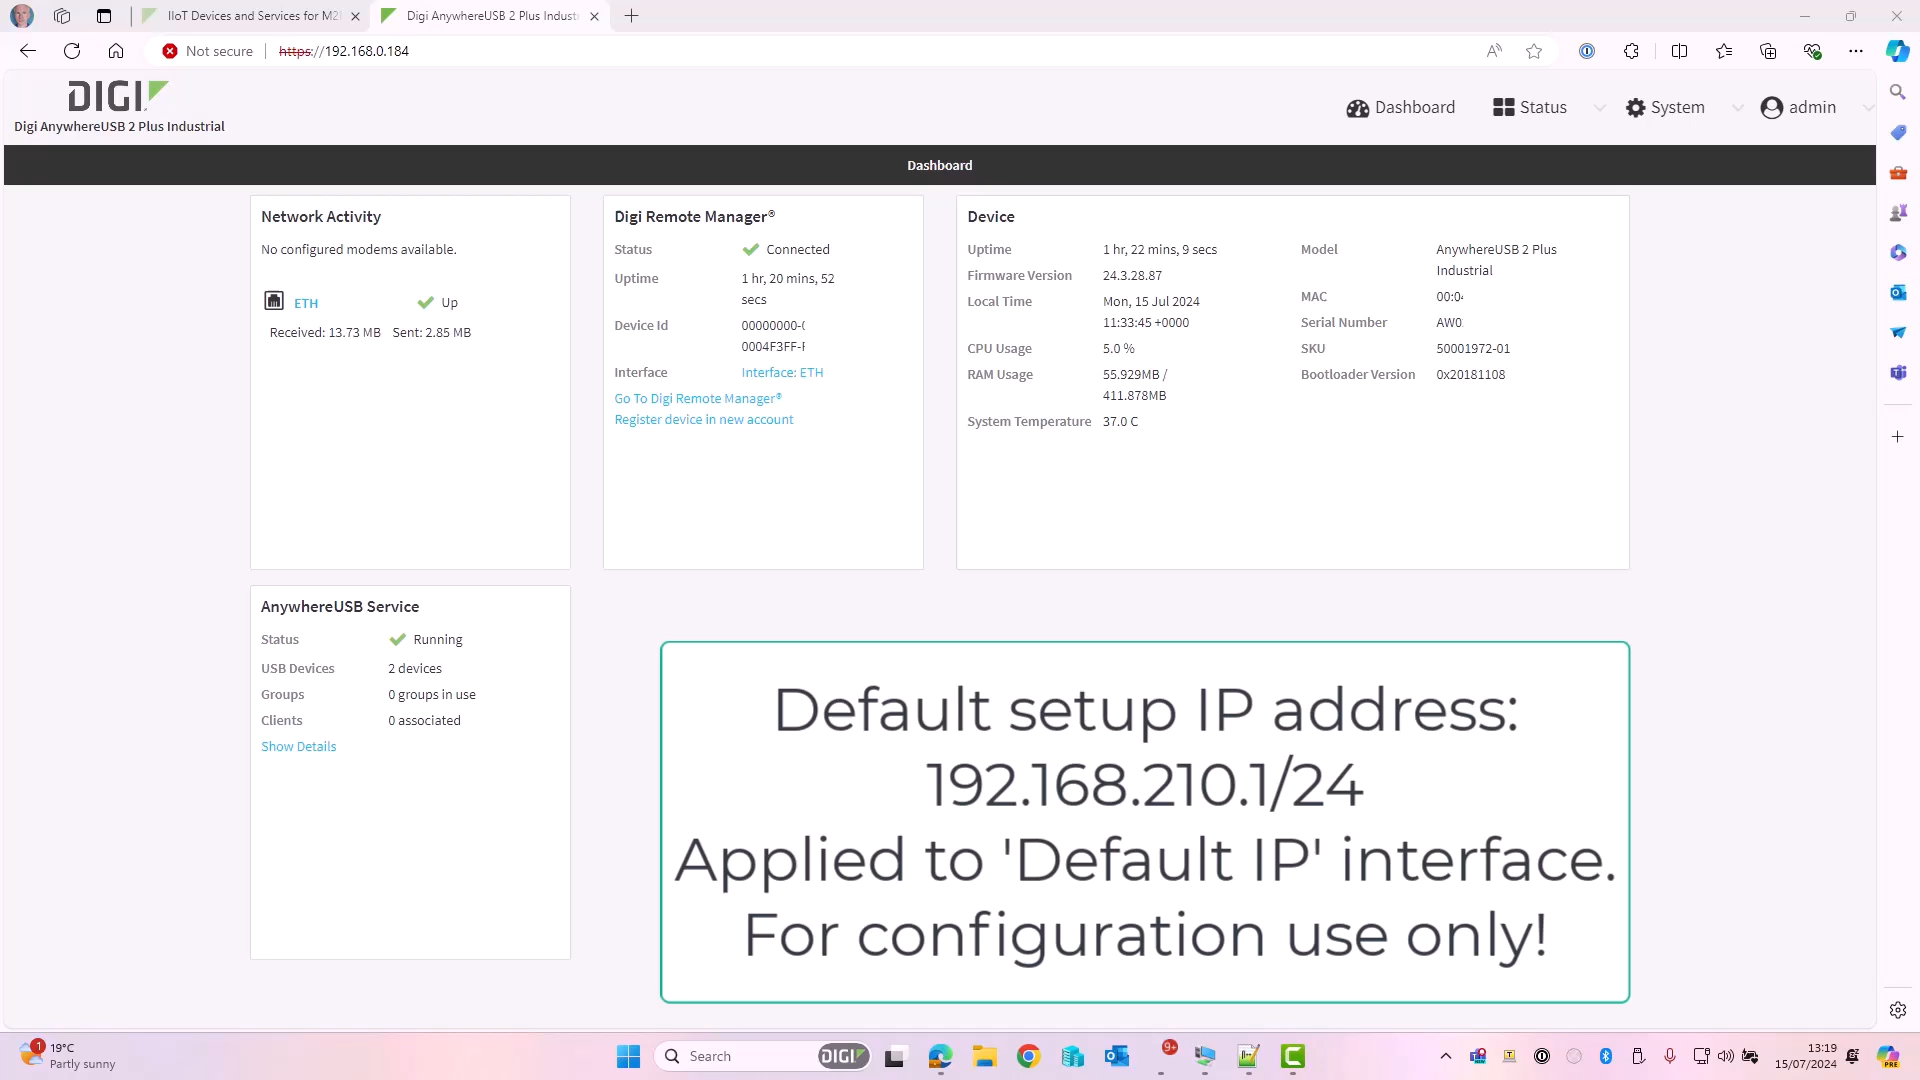 IIoT Devices and Services for M2
Digi AnywhereUSB 2 Plus Indust
Not secure
https://192.168.0.184
DIGI
Digi AnywhereUSB 2 Plus Industrial
Dashboard
Status
System
admin
Dashboard
Network Activity
No configured modems available.
ETH
Up
Received: 13.73 MB Sent: 2.85 MB
Digi Remote Manager®
Status Connected
Uptime 1 hr, 20 mins, 52
secs
Device Id 00000000-0
0004F3FF-F
Interface Interface: ETH
Go To Digi Remote Manager®
Register device in new account
Device
Uptime 1 hr, 22 mins, 9 secs
Firmware Version 24.3.28.87
Local Time Mon, 15 Jul 2024
11:33:45 +0000
CPU Usage 5.0 %
RAM Usage 55.929MB /
411.878MB
System Temperature 37.0 C
Model AnywhereUSB 2 Plus
Industrial
MAC 00:04
Serial Number AW0
SKU 50001972-01
Bootloader Version 0x20181108
AnywhereUSB Service
Status Running
USB Devices 2 devices
Groups 0 groups in use
Clients 0 associated
Show Details
Default setup IP address:
192.168.210.1/24
Applied to 'Default IP' interface.
For configuration use only!
1
19°C
Partly sunny
Search
DIGI
9+
13:19
15/07/2024
PRE